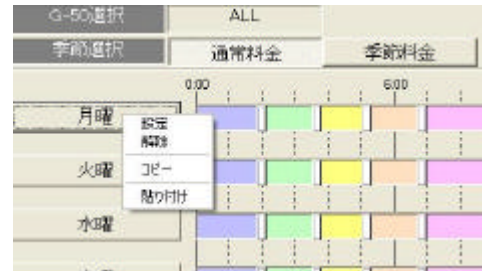 G-50選択 ALL
季節選択 通常料金 季節料金
0:00 6:00
月曜
設定
解除
コピー
貼り付け
火曜
水曜